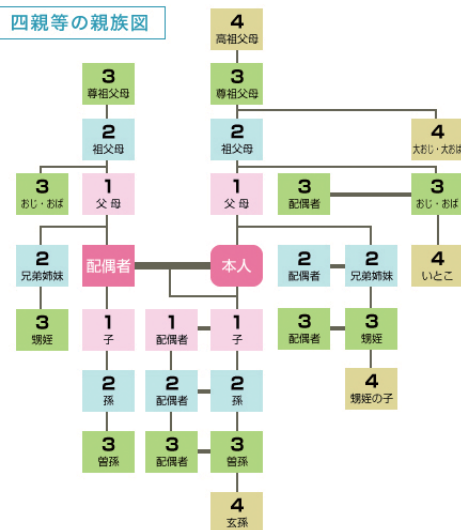 四親等の親族図
4
高祖父母
3
尊祖父母
3
尊祖父母
2
祖父母
2
祖父母
4
大おじ・大おば
3
おじ・おば
1
父母
1
父母
3
配偶者
3
おじ・おば
2
兄弟姉妹
配偶者
本人
2
配偶者
2
兄弟姉妹
4
いとこ
3
甥姪
1
子
1
配偶者
1
子
3
配偶者
3
甥姪
2
孫
2
配偶者
2
孫
4
甥姪の子
3
曽孫
3
配偶者
3
曽孫
4
玄孫